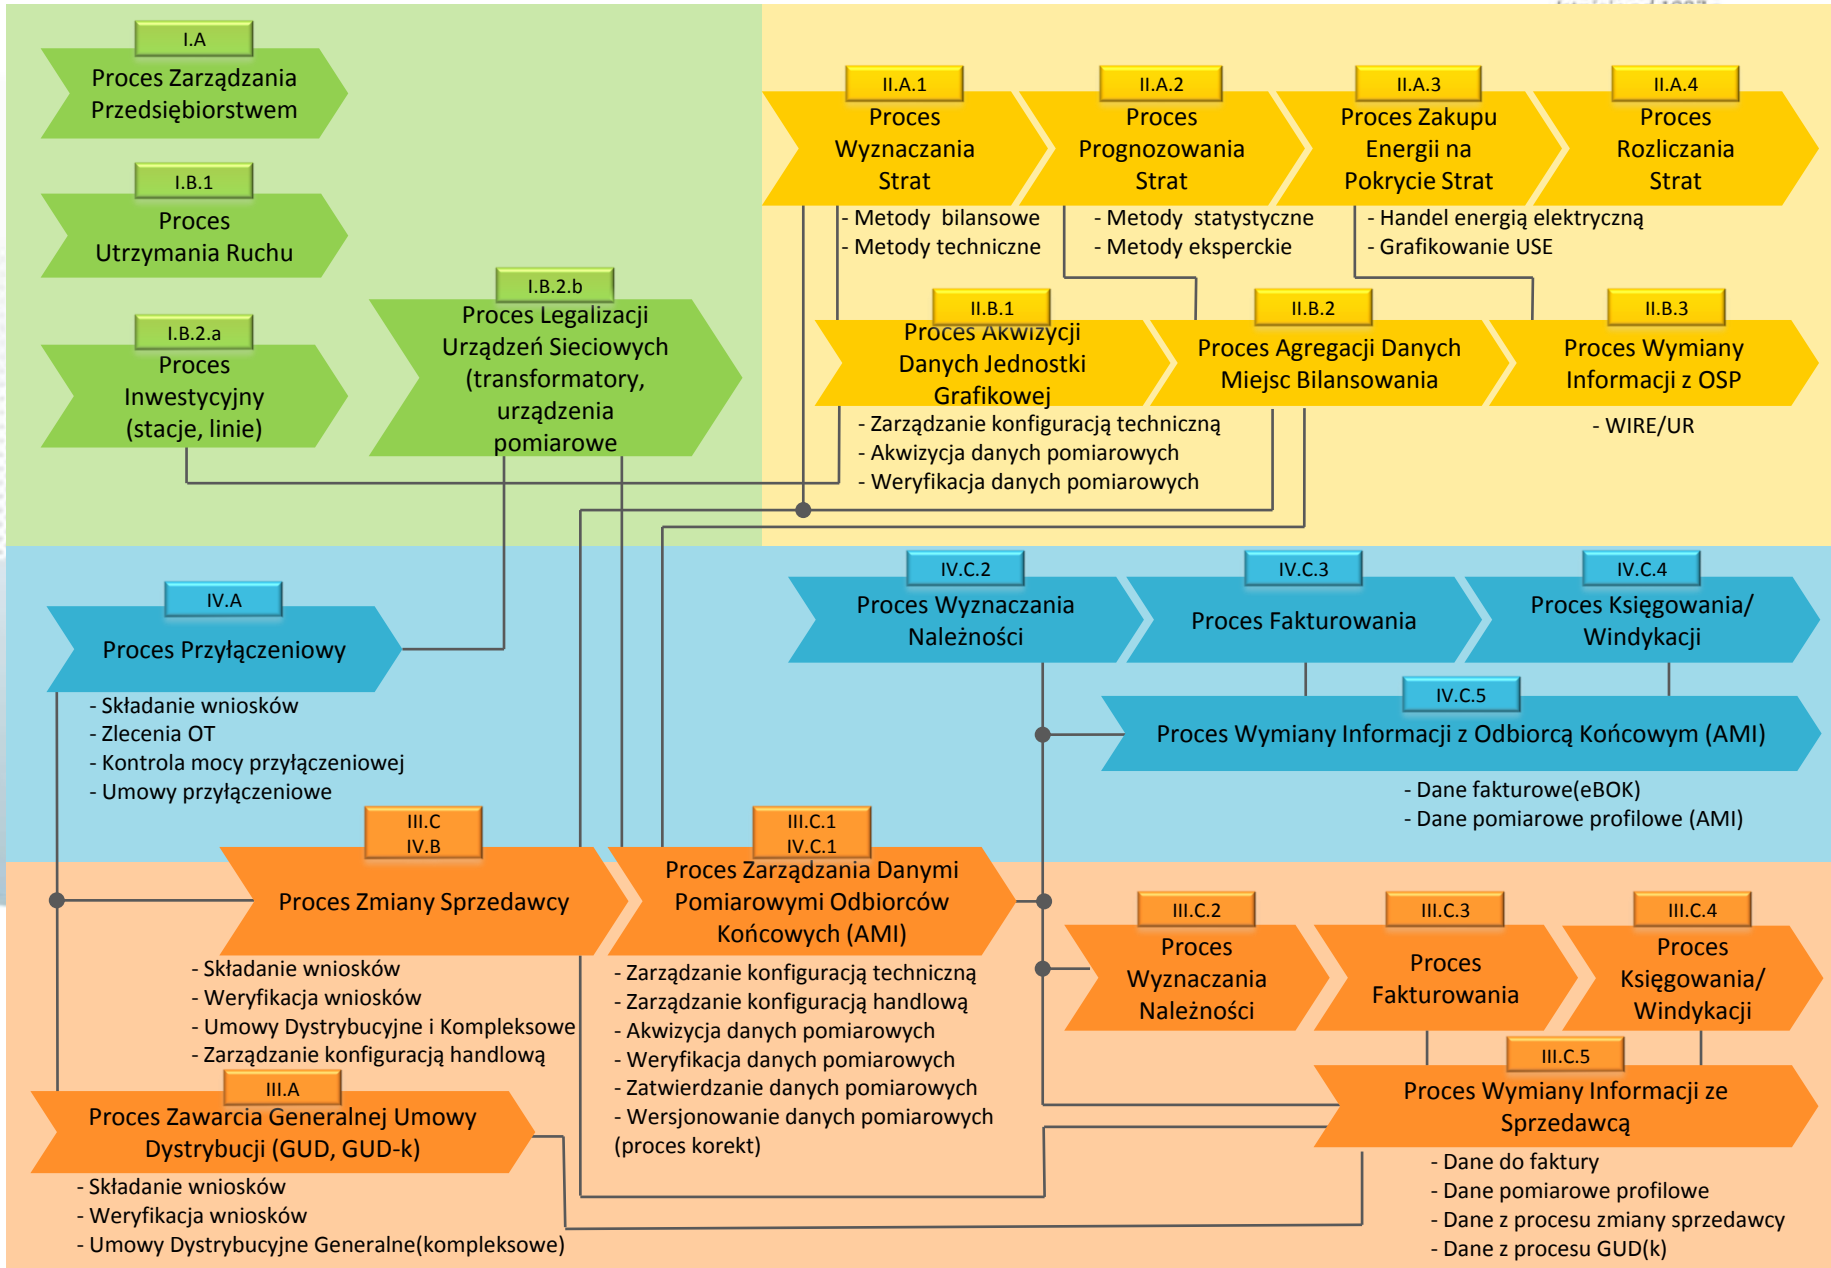 I.A
Proces Zarządzania
Przedsiębiorstwem
I.B.1
Proces
Utrzymania Ruchu
I.B.2.a
Proces
Inwestycyjny
(stacje, linie)
I.B.2.b
Proces Legalizacji
Urządzeń Sieciowych
(transformatory,
urządzenia
pomiarowe
II.A.1
Proces
Wyznaczania
Strat
- Metody bilansowe
- Metody techniczne
II.A.2
Proces
Prognozowania
Strat
- Metody statystyczne
- Metody eksperckie
II.A.3
Proces Zakupu
Energii na
Pokrycie Strat
- Handel energią elektryczną
- Grafikowanie USE
II.A.4
Proces
Rozliczania
Strat
II.B.1
Proces Akwizycji
Danych Jednostki
Grafikowej
- Zarządzanie konfiguracją techniczną
- Akwizycja danych pomiarowych
- Weryfikacja danych pomiarowych
II.B.2
Proces Agregacji Danych
Miejsc Bilansowania
II.B.3
Proces Wymiany
Informacji z OSP
- WIRE/UR
IV.A
Proces Przyłączeniowy
- Składanie wniosków
- Zlecenia OT
- Kontrola mocy przyłączeniowej
- Umowy przyłączeniowe
IV.C.2
Proces Wyznaczania
Należności
IV.C.3
Proces Fakturowania
IV.C.4
Proces Księgowania/
Windykacji
IV.C.5
Proces Wymiany Informacji z Odbiorcą Końcowym (AMI)
- Dane fakturowe(eBOK)
- Dane pomiarowe profilowe (AMI)
III.C
IV.B
Proces Zmiany Sprzedawcy
- Składanie wniosków
- Weryfikacja wniosków
- Umowy Dystrybucyjne i Kompleksowe
- Zarządzanie konfiguracją handlową
III.C.1
IV.C.1
Proces Zarządzania Danymi
Pomiarowymi Odbiorców
Końcowych (AMI)
- Zarządzanie konfiguracją techniczną
- Zarządzanie konfiguracją handlową
- Akwizycja danych pomiarowych
- Weryfikacja danych pomiarowych
- Zatwierdzanie danych pomiarowych
- Wersjonowanie danych pomiarowych
(proces korekt)
III.C.2
Proces
Wyznaczania
Należności
III.C.3
Proces
Fakturowania
III.C.4
Proces
Księgowania/
Windykacji
III.C.5
Proces Wymiany Informacji ze
Sprzedawcą
- Dane do faktury
- Dane pomiarowe profilowe
- Dane z procesu zmiany sprzedawcy
- Dane z procesu GUD(k)
III.A
Proces Zawarcia Generalnej Umowy
Dystrybucji (GUD, GUD-k)
- Składanie wniosków
- Weryfikacja wniosków
- Umowy Dystrybucyjne Generalne(kompleksowe)